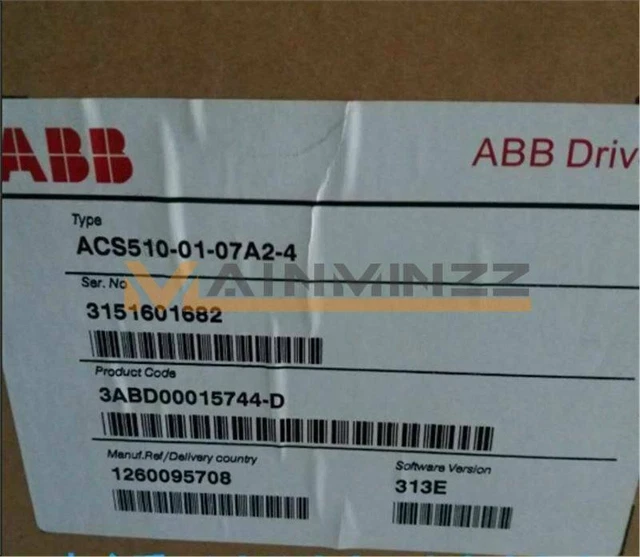 ABB
ABB Driv
Type
ACS510-01-07A2-4
MAINMINZZ
Ser. No
3151601682
Product Code
3ABD00015744-D
Manuf.Ref/Delivery country
1260095708
Software Version
313E